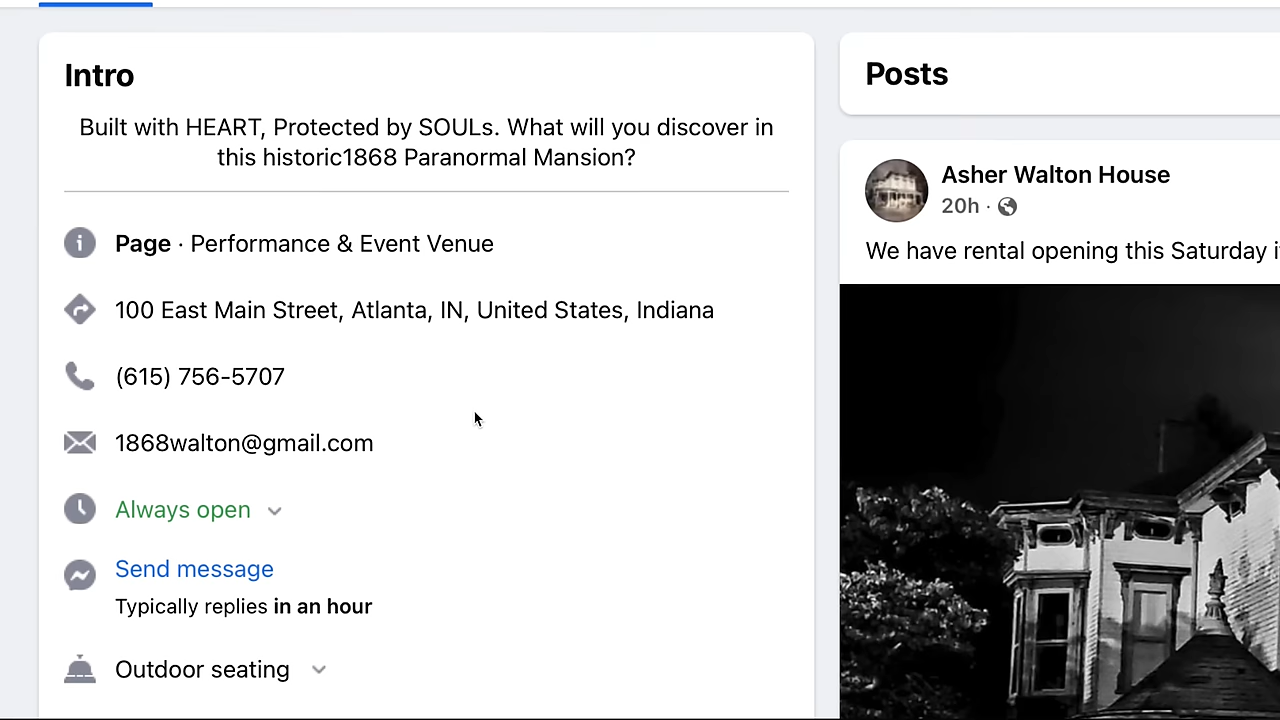 Intro
Built with HEART, Protected by SOULs. What will you discover in
this historic1868 Paranormal Mansion?
Page · Performance & Event Venue
100 East Main Street, Atlanta, IN, United States, Indiana
(615) 756-5707
1868walton@gmail.com
Always open
Send message
Typically replies in an hour
Outdoor seating
Posts
Asher Walton House
20h ·
We have rental opening this Saturday